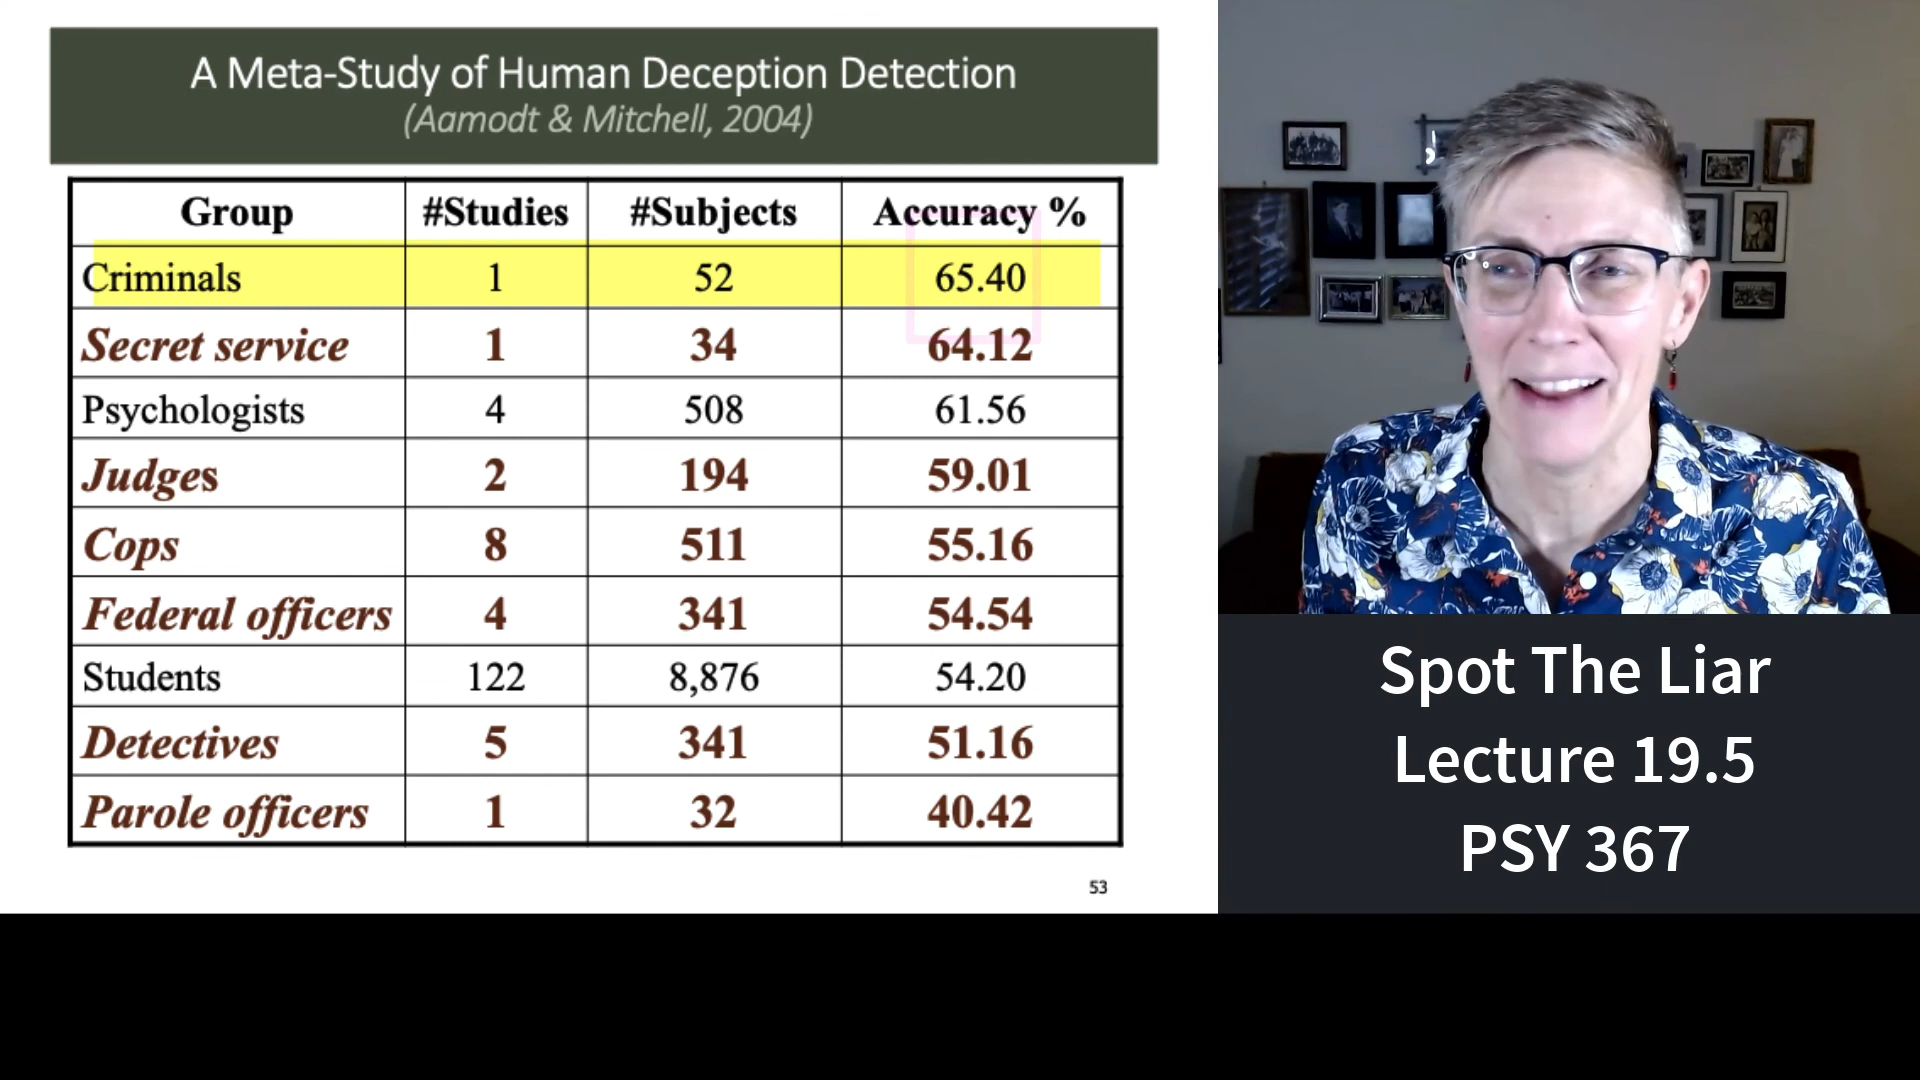 A Meta-Study of Human Deception Detection
(Aamodt & Mitchell, 2004)
Group #Studies #Subjects Accuracy %
Criminals 1 52 65.40
Secret service 1 34 64.12
Psychologists 4 508 61.56
Judges 2 194 59.01
Cops 8 511 55.16
Federal officers 4 341 54.54
Students 122 8,876 54.20
Detectives 5 341 51.16
Parole officers 1 32 40.42
53
Spot The Liar
Lecture 19.5
PSY 367